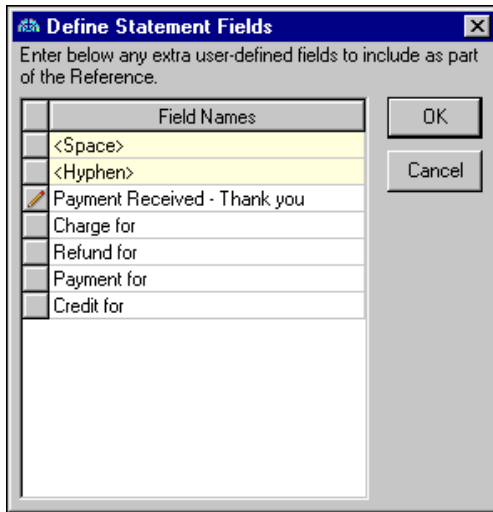 Define Statement Fields
Enter below any extra user-defined fields to include as part
of the Reference.
Field Names
OK
<Space>
<Hyphen>
Cancel
Payment Received - Thank you
Charge for
Refund for
Payment for
Credit for